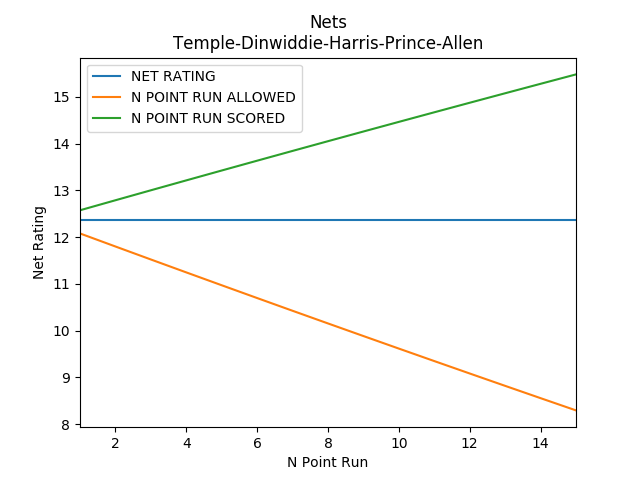 Nets
Temple-Dinwiddie-Harris-Prince-Allen
NET RATING
N POINT RUN ALLOWED
N POINT RUN SCORED
Net Rating
15
14
13
12
11
10
9
8
2 4 6 8 10 12 14
N Point Run